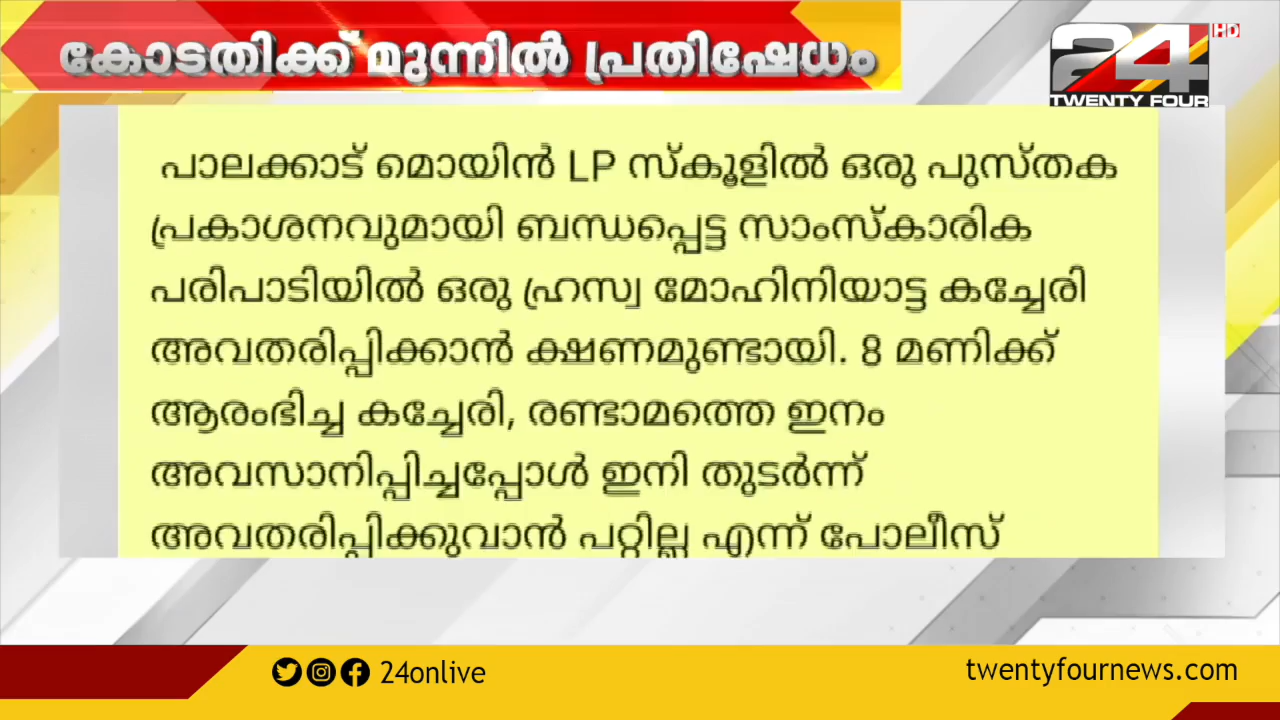 കോടതിക്ക് മുന്നിൽ പ്രതിഷേധം
24 HD
TWENTY FOUR
പാലക്കാട് മൊയിൻ LP സ്കൂളിൽ ഒരു പുസ്തക
പ്രകാശനവുമായി ബന്ധപ്പെട്ട സാംസ്കാരിക
പരിപാടിയിൽ ഒരു ഹ്രസ്വ മോഹിനിയാട്ട കച്ചേരി
അവതരിപ്പിക്കാൻ ക്ഷണമുണ്ടായി. 8 മണിക്ക്
ആരംഭിച്ച കച്ചേരി, രണ്ടാമത്തെ ഇനം
അവസാനിപ്പിച്ചപ്പോൾ ഇനി തുടർന്ന്
അവതരിപ്പിക്കുവാൻ പറ്റില്ല എന്ന് പോലീസ്
24onlive
twentyfournews.com